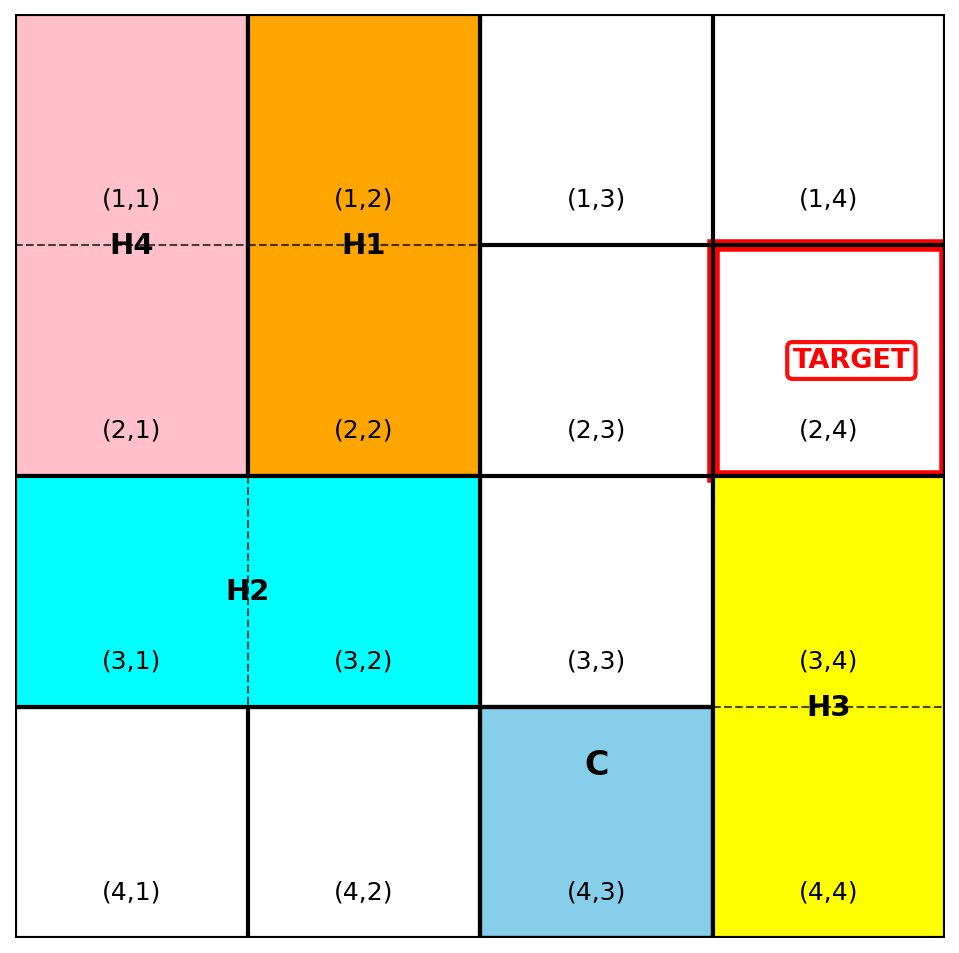 (1,1) (1,2) (1,3) (1,4)
H4 H1
TARGET
(2,1) (2,2) (2,3) (2,4)
H2
(3,1) (3,2) (3,3) (3,4)
H3
C
(4,1) (4,2) (4,3) (4,4)